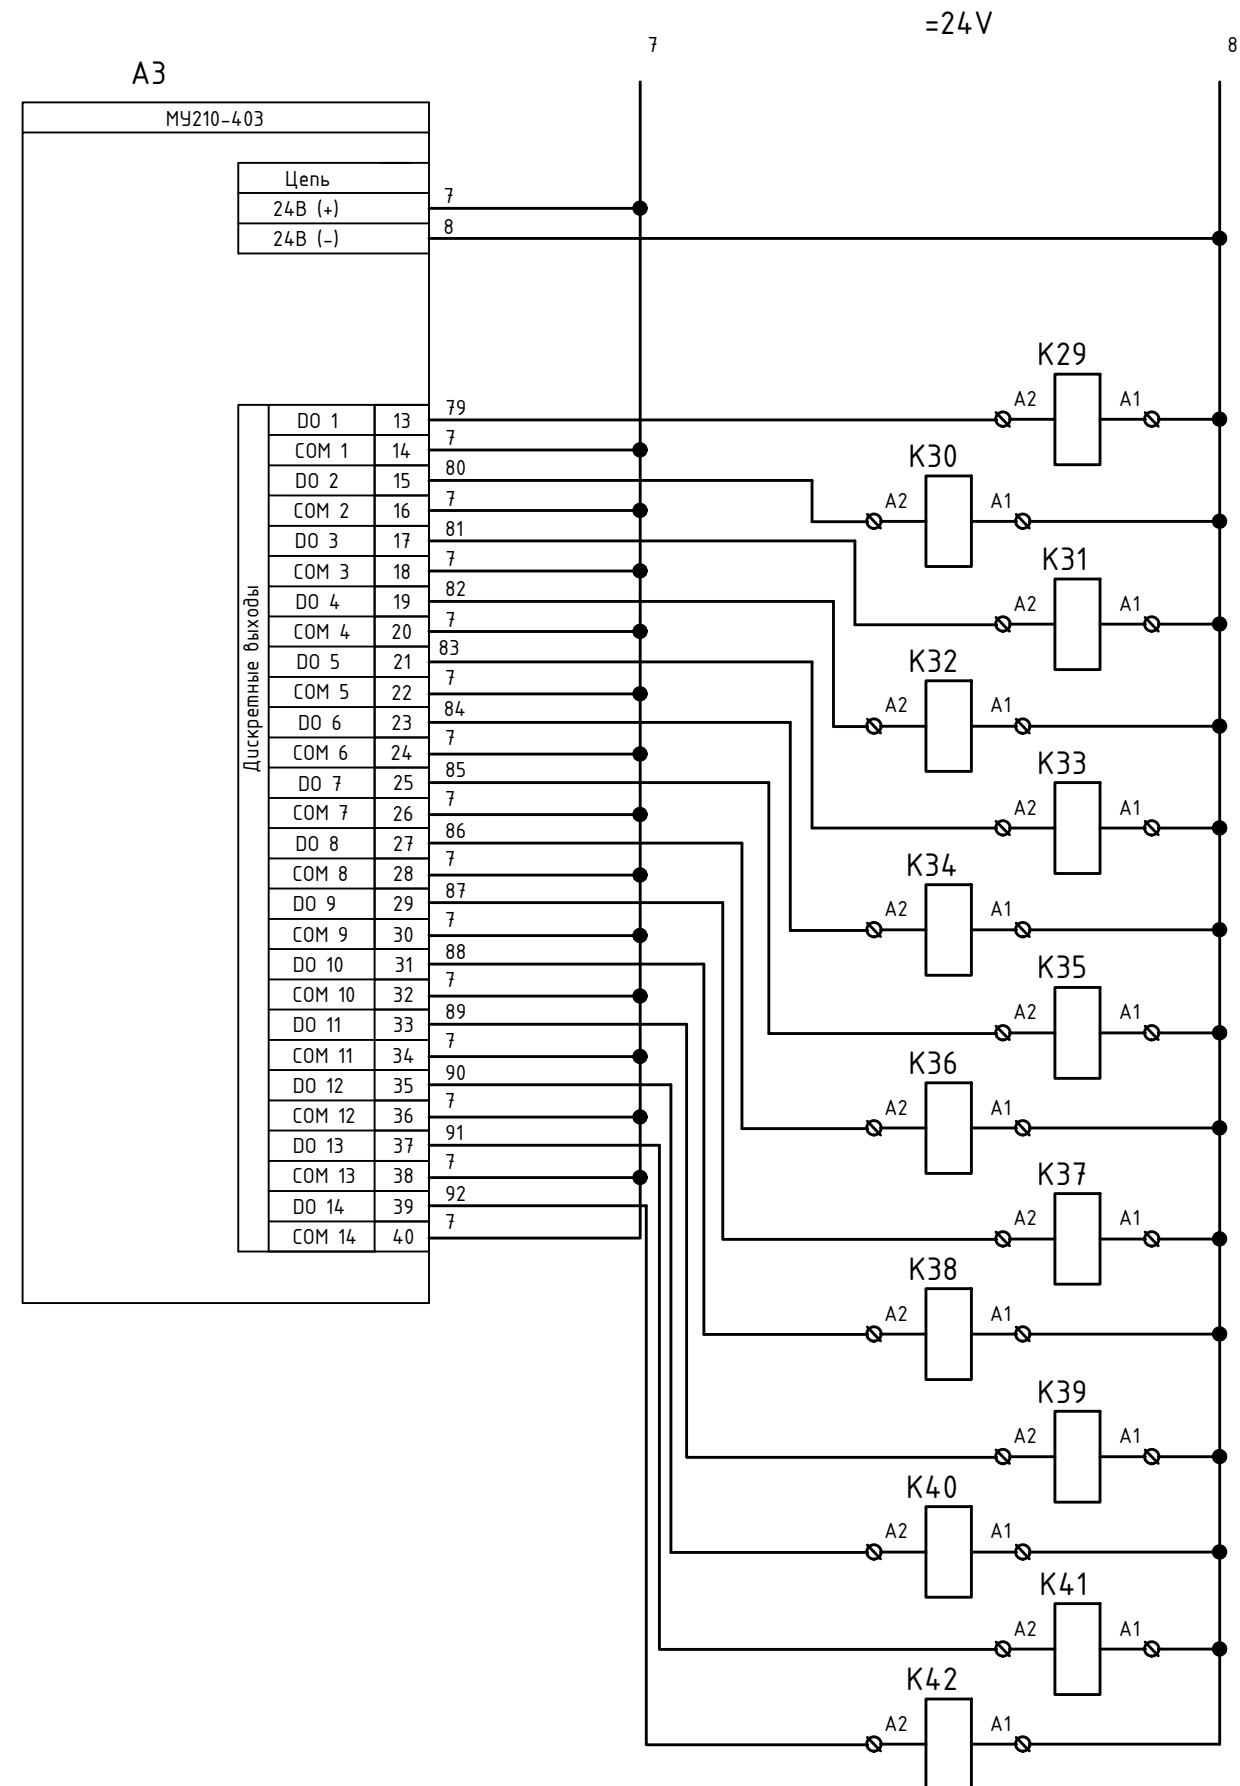 =24V
7
8
А3
МУ210-403
Цепь
24В (+)
7
24В (-)
8
Дискретные выходы
DO 1 13 79
COM 1 14 7
DO 2 15 80
COM 2 16 7
DO 3 17 81
COM 3 18 7
DO 4 19 82
COM 4 20 7
DO 5 21 83
COM 5 22 7
DO 6 23 84
COM 6 24 7
DO 7 25 85
COM 7 26 7
DO 8 27 86
COM 8 28 7
DO 9 29 87
COM 9 30 7
DO 10 31 88
COM 10 32 7
DO 11 33 89
COM 11 34 7
DO 12 35 90
COM 12 36 7
DO 13 37 91
COM 13 38 7
DO 14 39 92
COM 14 40 7
K29
A2 A1
K30
A2 A1
K31
A2 A1
K32
A2 A1
K33
A2 A1
K34
A2 A1
K35
A2 A1
K36
A2 A1
K37
A2 A1
K38
A2 A1
K39
A2 A1
K40
A2 A1
K41
A2 A1
K42
A2 A1